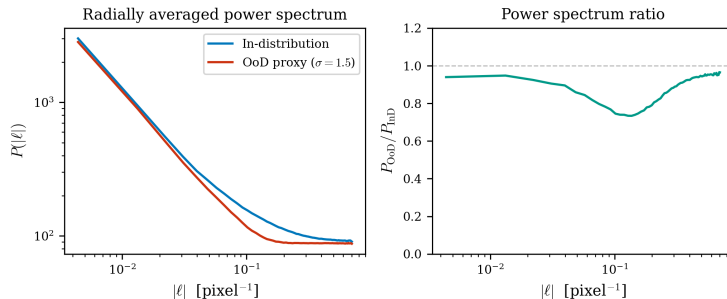 Radially averaged power spectrum
In-distribution
OoD proxy (σ = 1.5)
10³
10²
P(|ℓ|)
10⁻²
10⁻¹
|ℓ| [pixel⁻¹]
Power spectrum ratio
1.2
1.0
0.8
0.6
0.4
0.2
0.0
P_OoD/P_InD
10⁻²
10⁻¹
|ℓ| [pixel⁻¹]